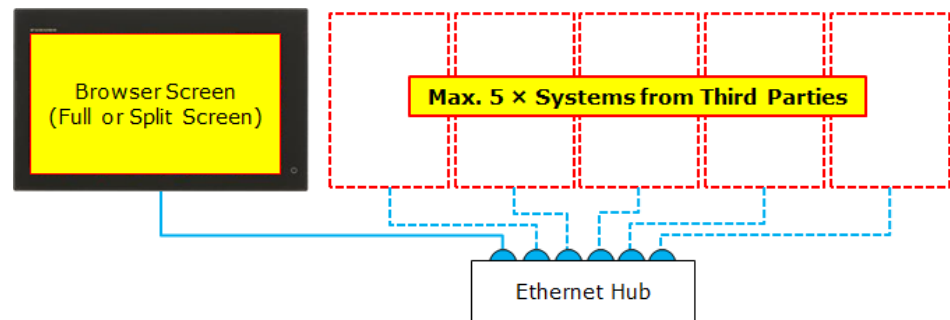 Browser Screen
(Full or Split Screen)
Max. 5 × Systems from Third Parties
Ethernet Hub